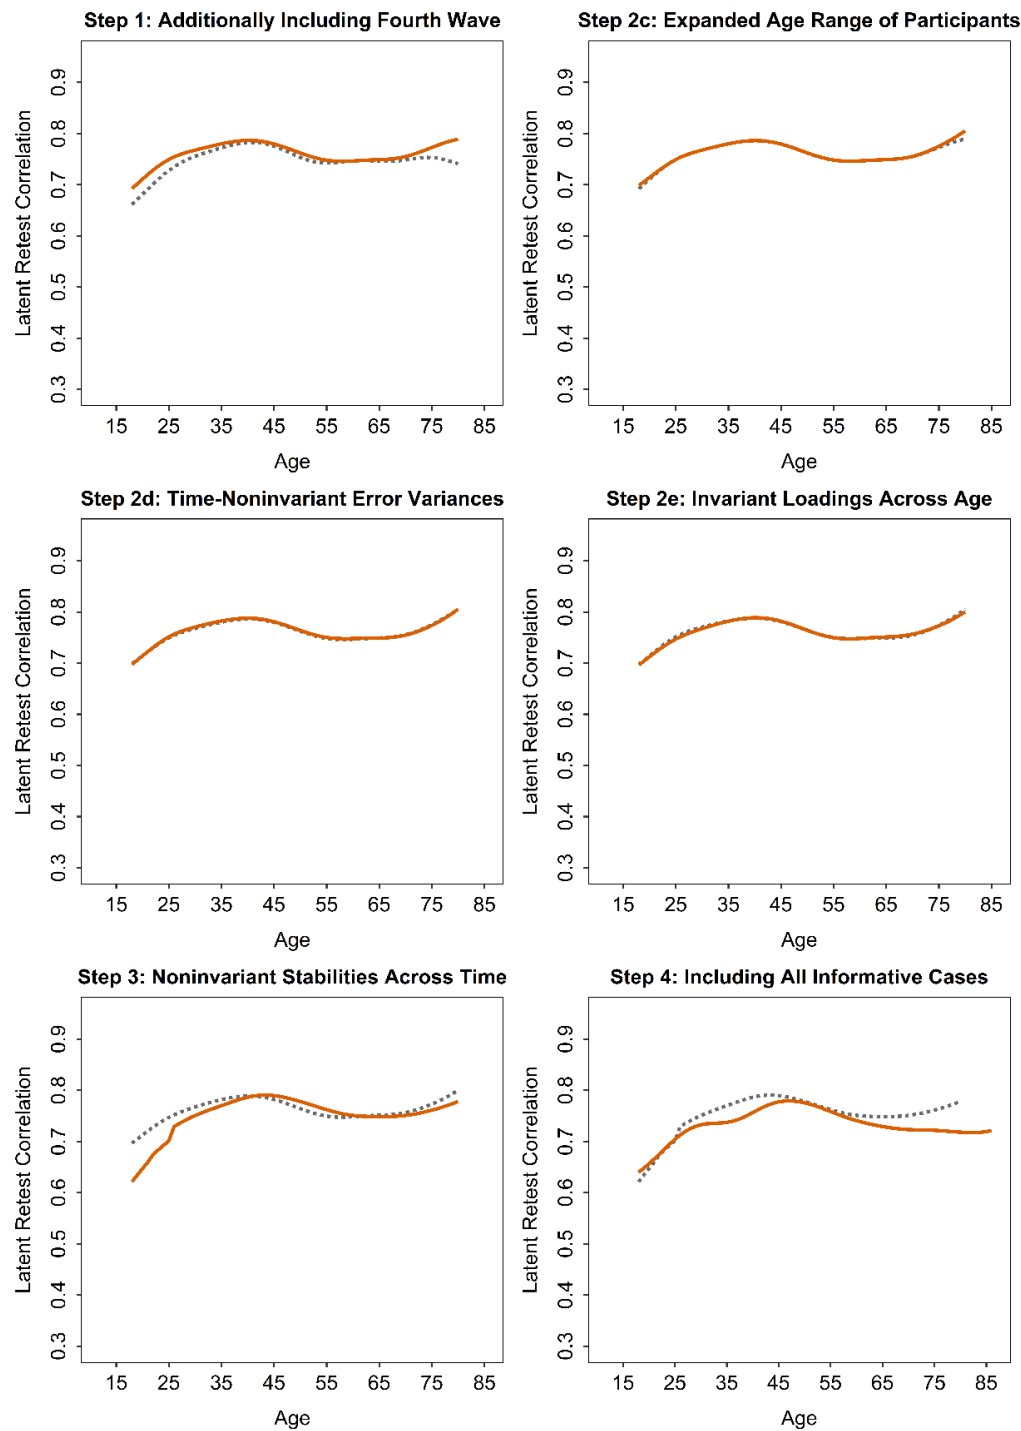 Step 1: Additionally Including Fourth Wave
Latent Retest Correlation
0.9
0.8
0.7
0.6
0.5
0.4
0.3
15 25 35 45 55 65 75 85
Age
Step 2c: Expanded Age Range of Participants
Latent Retest Correlation
0.9
0.8
0.7
0.6
0.5
0.4
0.3
15 25 35 45 55 65 75 85
Age
Step 2d: Time-Noninvariant Error Variances
Latent Retest Correlation
0.9
0.8
0.7
0.6
0.5
0.4
0.3
15 25 35 45 55 65 75 85
Age
Step 2e: Invariant Loadings Across Age
Latent Retest Correlation
0.9
0.8
0.7
0.6
0.5
0.4
0.3
15 25 35 45 55 65 75 85
Age
Step 3: Noninvariant Stabilities Across Time
Latent Retest Correlation
0.9
0.8
0.7
0.6
0.5
0.4
0.3
15 25 35 45 55 65 75 85
Age
Step 4: Including All Informative Cases
Latent Retest Correlation
0.9
0.8
0.7
0.6
0.5
0.4
0.3
15 25 35 45 55 65 75 85
Age